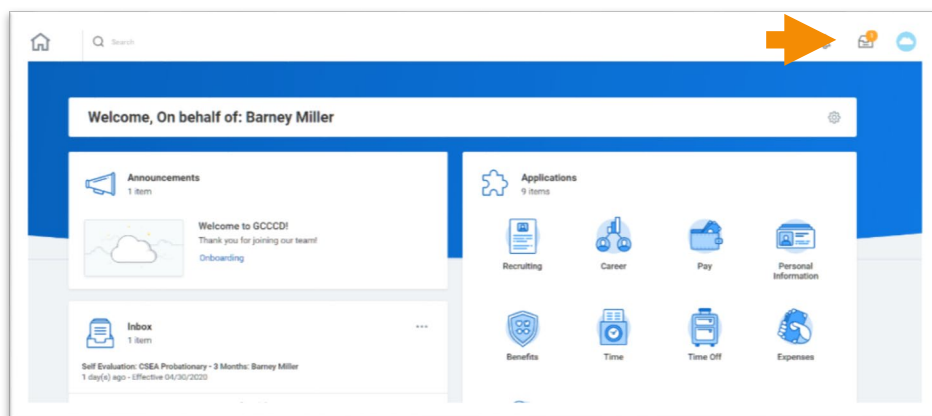 Search
Welcome, On behalf of: Barney Miller
Announcements
1 item
Welcome to GCCCD!
Thank you for joining our team!
Onboarding
Inbox
1 item
Self Evaluation: CSEA Probationary - 3 Months: Barney Miller
1 day(s) ago - Effective 04/30/2020
Applications
9 items
Recruiting
Career
Pay
Personal
Information
Benefits
Time
Time Off
Expenses